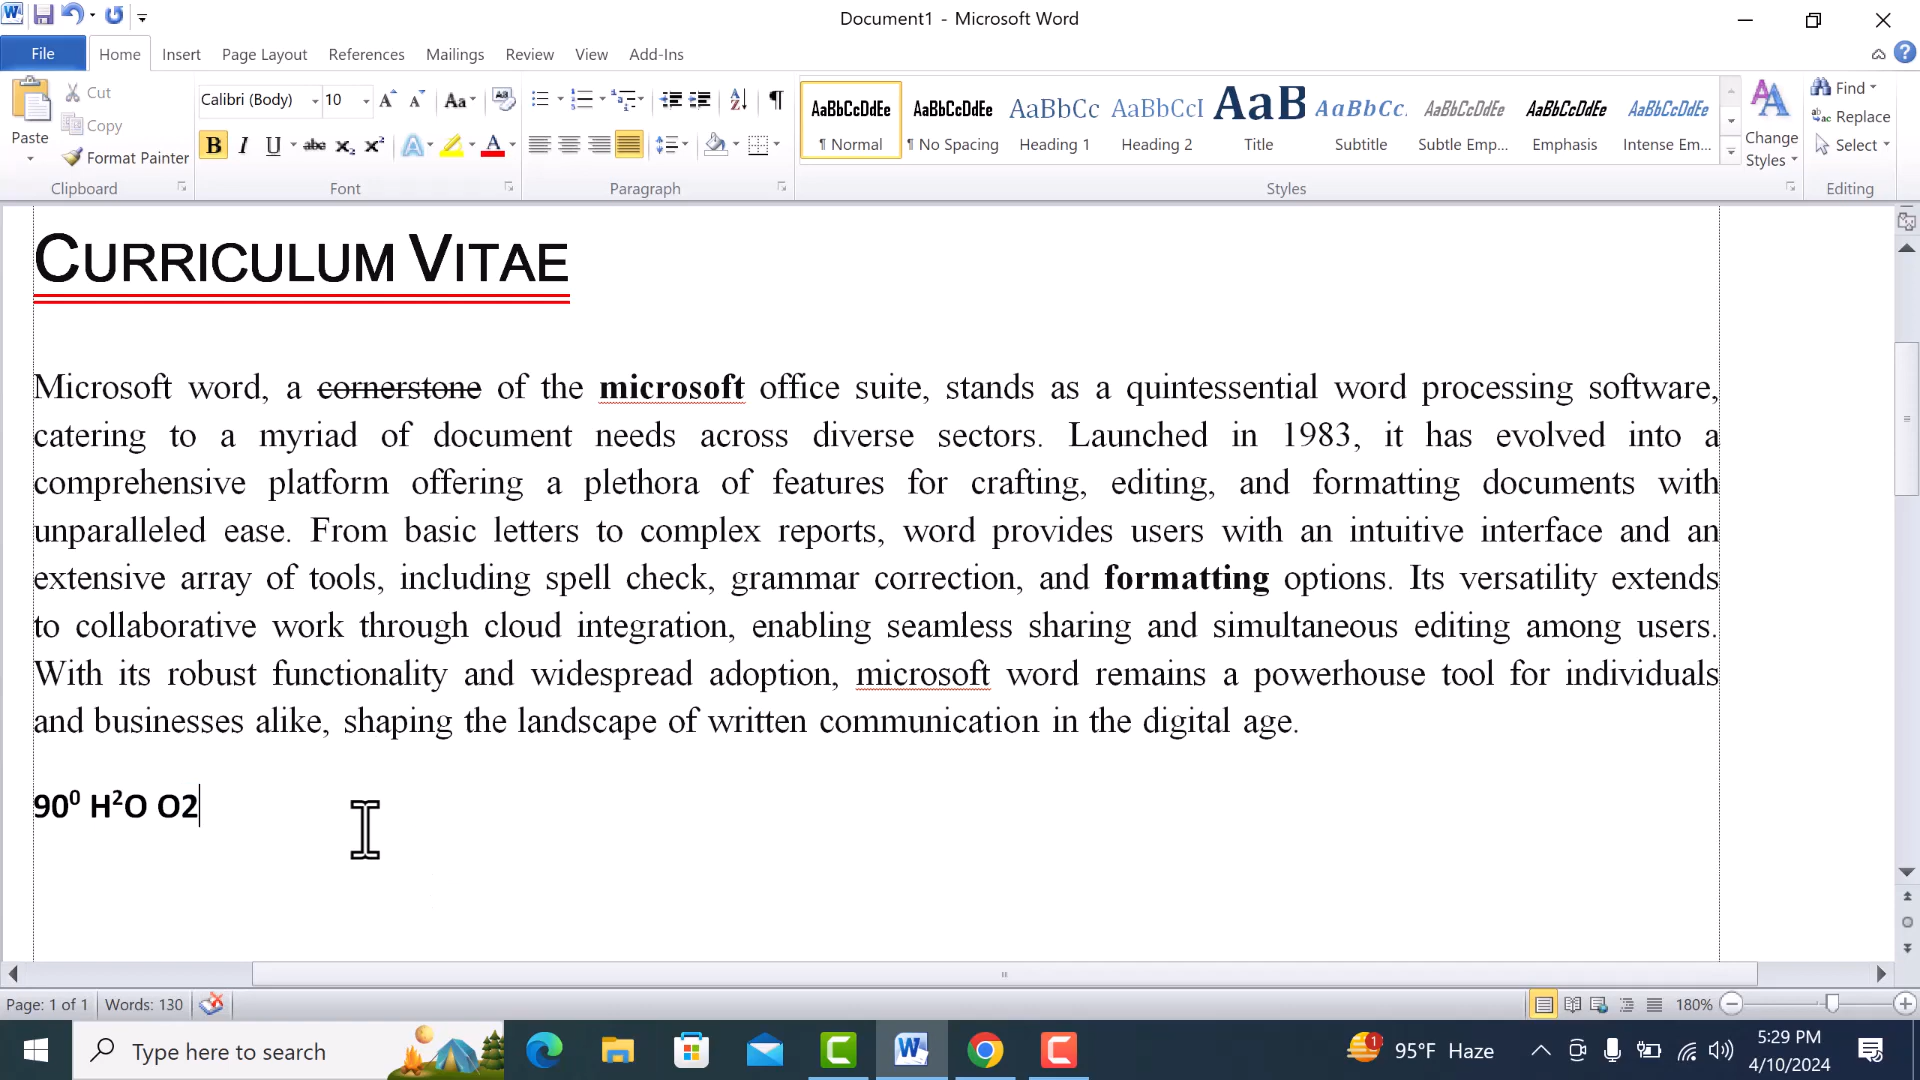 Document1 - Microsoft Word
File Home Insert Page Layout References Mailings Review View Add-Ins
Paste Cut Copy Format Painter Clipboard
Calibri (Body) 10 Aa B I U abc x₂ x² A A Font
Paragraph
AaBbCcDdEe AaBbCcDdEe AaBbCc AaBbCcI AaB AaBbCc. AaBbCcDdEe AaBbCcDdEe AaBbCcDdEe
¶ Normal ¶ No Spacing Heading 1 Heading 2 Title Subtitle Subtle Emp... Emphasis Intense Em...
Styles
Change Styles
Find
Replace
Select
Editing
CURRICULUM VITAE
Microsoft word, a cornerstone of the microsoft office suite, stands as a quintessential word processing software,
catering to a myriad of document needs across diverse sectors. Launched in 1983, it has evolved into a
comprehensive platform offering a plethora of features for crafting, editing, and formatting documents with
unparalleled ease. From basic letters to complex reports, word provides users with an intuitive interface and an
extensive array of tools, including spell check, grammar correction, and formatting options. Its versatility extends
to collaborative work through cloud integration, enabling seamless sharing and simultaneous editing among users.
With its robust functionality and widespread adoption, microsoft word remains a powerhouse tool for individuals
and businesses alike, shaping the landscape of written communication in the digital age.
90⁰ H²O O2
Page: 1 of 1 Words: 130 180%
Type here to search 95°F Haze 5:29 PM
4/10/2024